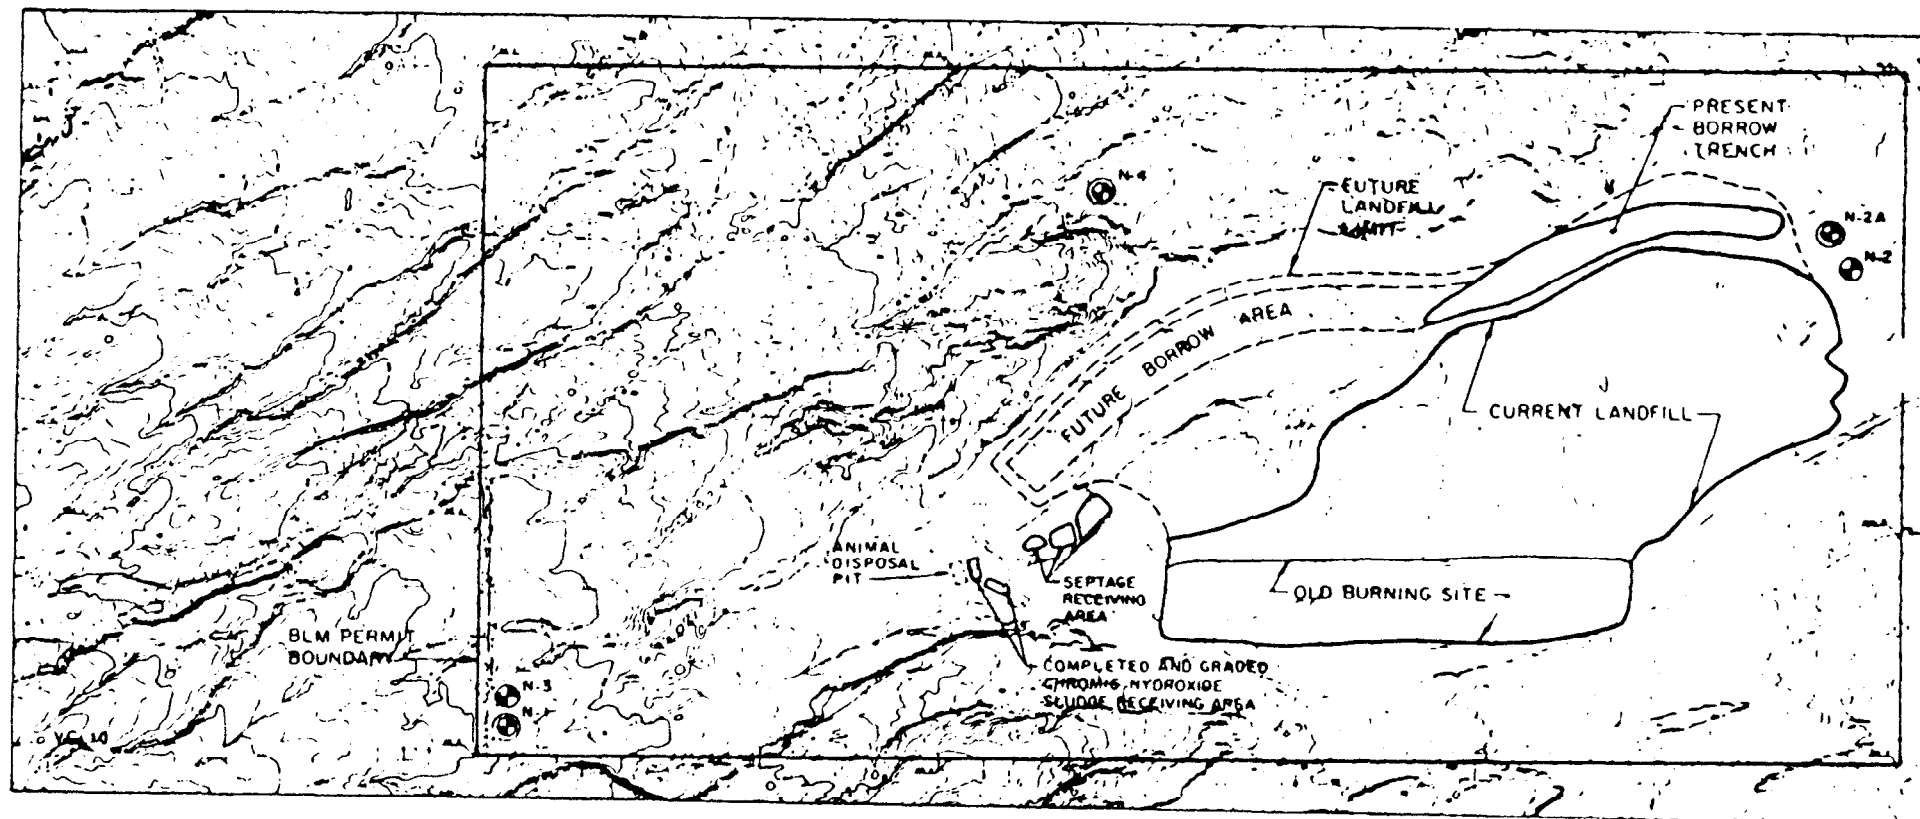 PRESENT
BORROW
TRENCH
N-4
FUTURE
LANDFILL
LIMIT
N-2A
N-2
FUTURE BORROW AREA
CURRENT LANDFILL
ANIMAL
DISPOSAL
PIT
SEPTAGE
RECEIVING
AREA
OLD BURNING SITE
BLM PERMIT
BOUNDARY
COMPLETED AND GRADED
CHROMIC HYDROXIDE
SLUDGE RECEIVING AREA
N-3
N-1